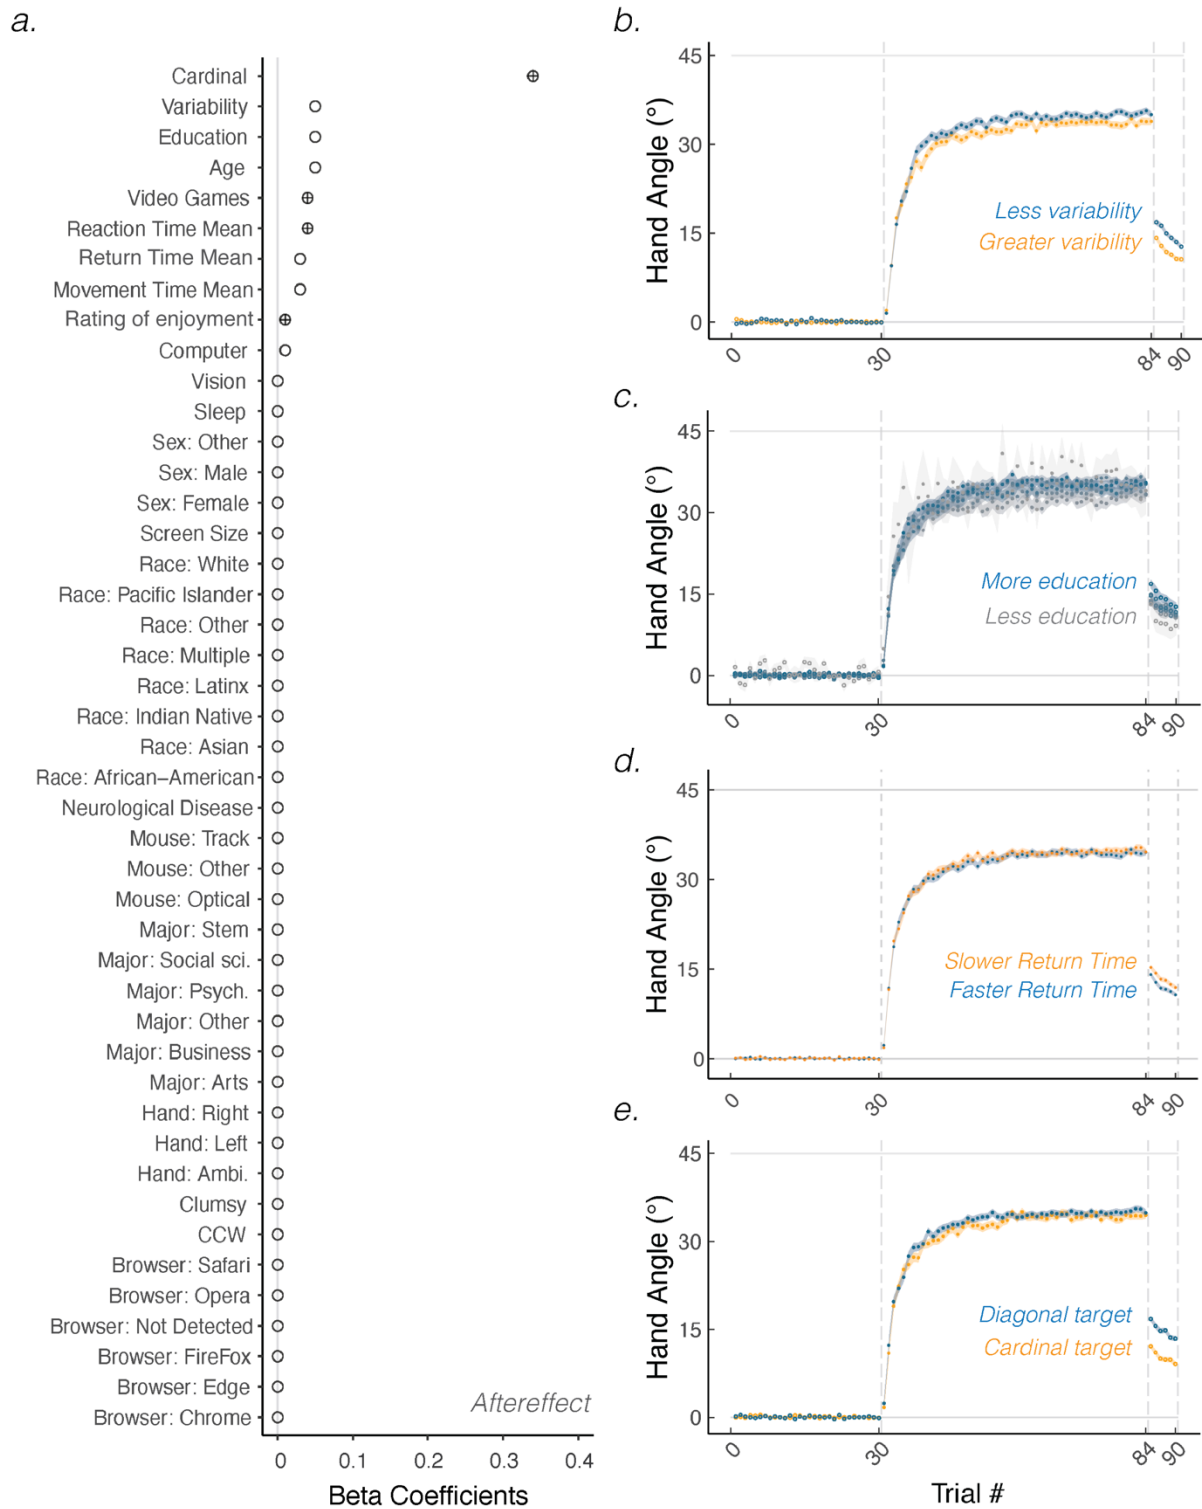 a.
Cardinal
Variability
Education
Age
Video Games
Reaction Time Mean
Return Time Mean
Movement Time Mean
Rating of enjoyment
Computer
Vision
Sleep
Sex: Other
Sex: Male
Sex: Female
Screen Size
Race: White
Race: Pacific Islander
Race: Other
Race: Multiple
Race: Latinx
Race: Indian Native
Race: Asian
Race: African–American
Neurological Disease
Mouse: Track
Mouse: Other
Mouse: Optical
Major: Stem
Major: Social sci.
Major: Psych.
Major: Other
Major: Business
Major: Arts
Hand: Right
Hand: Left
Hand: Ambi.
Clumsy
CCW
Browser: Safari
Browser: Opera
Browser: Not Detected
Browser: FireFox
Browser: Edge
Browser: Chrome
Aftereffect
0 0.1 0.2 0.3 0.4
Beta Coefficients
b.
Hand Angle (°)
45
30
15
0
Less variability
Greater varibility
0 30 84 90
c.
Hand Angle (°)
45
30
15
0
More education
Less education
0 30 84 90
d.
Hand Angle (°)
45
30
15
0
Slower Return Time
Faster Return Time
0 30 84 90
e.
Hand Angle (°)
45
30
15
0
Diagonal target
Cardinal target
0 30 84 90
Trial #